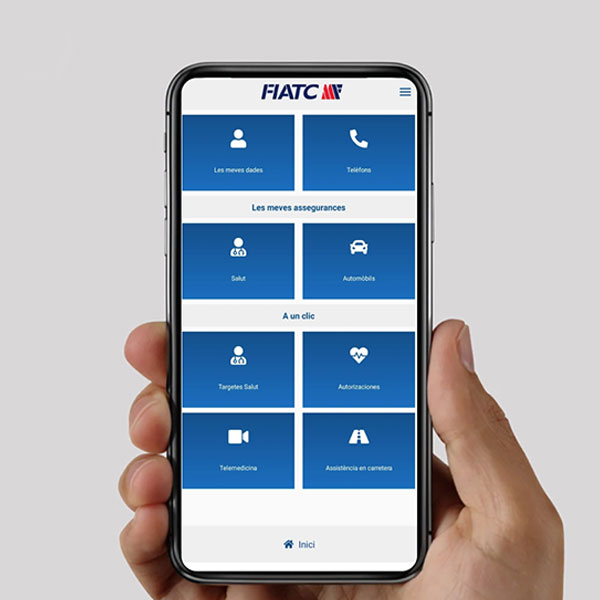 FIATC
Les meves dades
Telèfons
Les meves assegurances
Salut
Automòbils
A un clic
Targetes Salut
Autorizaciones
Telemedicina
Assistència en carretera
Inici